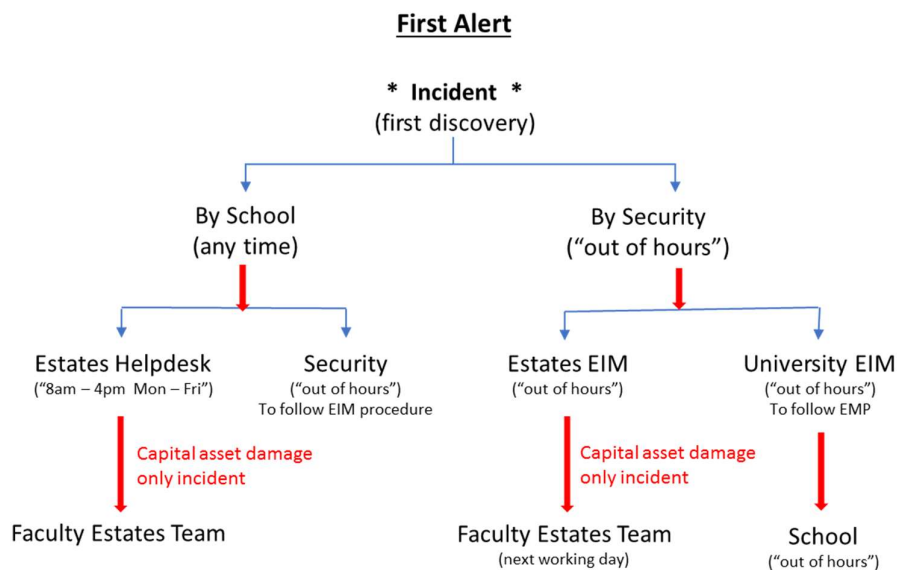 First Alert
* Incident *
(first discovery)
By School
(any time)
By Security
(“out of hours”)
Estates Helpdesk
(“8am – 4pm Mon – Fri”)
Security
(“out of hours”)
To follow EIM procedure
Estates EIM
(“out of hours”)
University EIM
(“out of hours”)
To follow EMP
Capital asset damage
only incident
Capital asset damage
only incident
Faculty Estates Team
Faculty Estates Team
(next working day)
School
(“out of hours”)